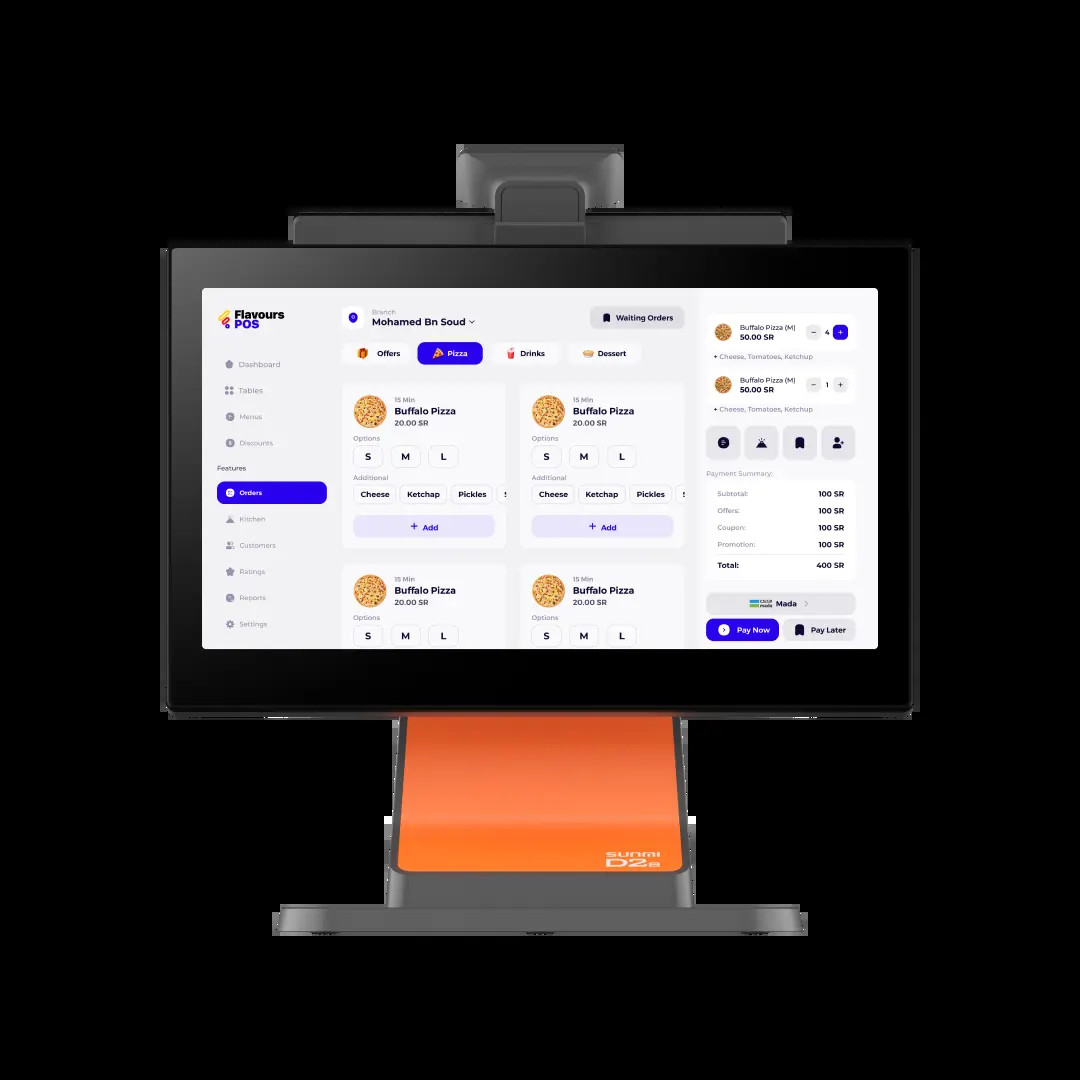 Flavours
POS
Dashboard
Tables
Menus
Discounts
Features
Orders
Kitchen
Customers
Ratings
Reports
Settings
Branch
Mohamed Bn Soud
Waiting Orders
Offers
Pizza
Drinks
Dessert
15 Min
Buffalo Pizza
20.00 SR
Options
S M L
Additional
Cheese Ketchap Pickles
+ Add
15 Min
Buffalo Pizza
20.00 SR
Options
S M L
Additional
Cheese Ketchap Pickles
+ Add
15 Min
Buffalo Pizza
20.00 SR
Options
S M L
15 Min
Buffalo Pizza
20.00 SR
Options
S M L
Buffalo Pizza (M)
50.00 SR
− 4 +
+ Cheese, Tomatoes, Ketchup
Buffalo Pizza (M)
50.00 SR
− 1 +
+ Cheese, Tomatoes, Ketchup
Payment Summary:
Subtotal: 100 SR
Offers: 100 SR
Coupon: 100 SR
Promotion: 100 SR
Total: 400 SR
mada Mada
Pay Now
Pay Later
SUNMI
D2s